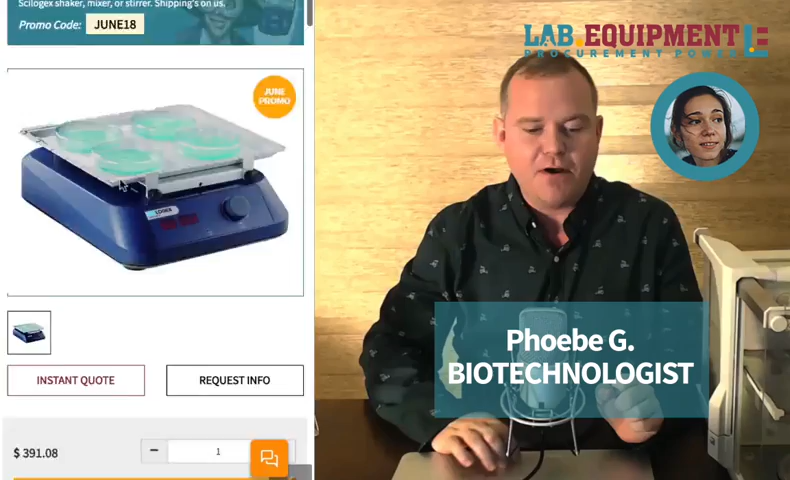 Scilogex shaker, mixer, or stirrer. Shipping's on us.
Promo Code: JUNE18
JUNE
PROMO
LAB.EQUIPMENT
PROCUREMENT POWER
Phoebe G.
BIOTECHNOLOGIST
INSTANT QUOTE
REQUEST INFO
$ 391.08
1